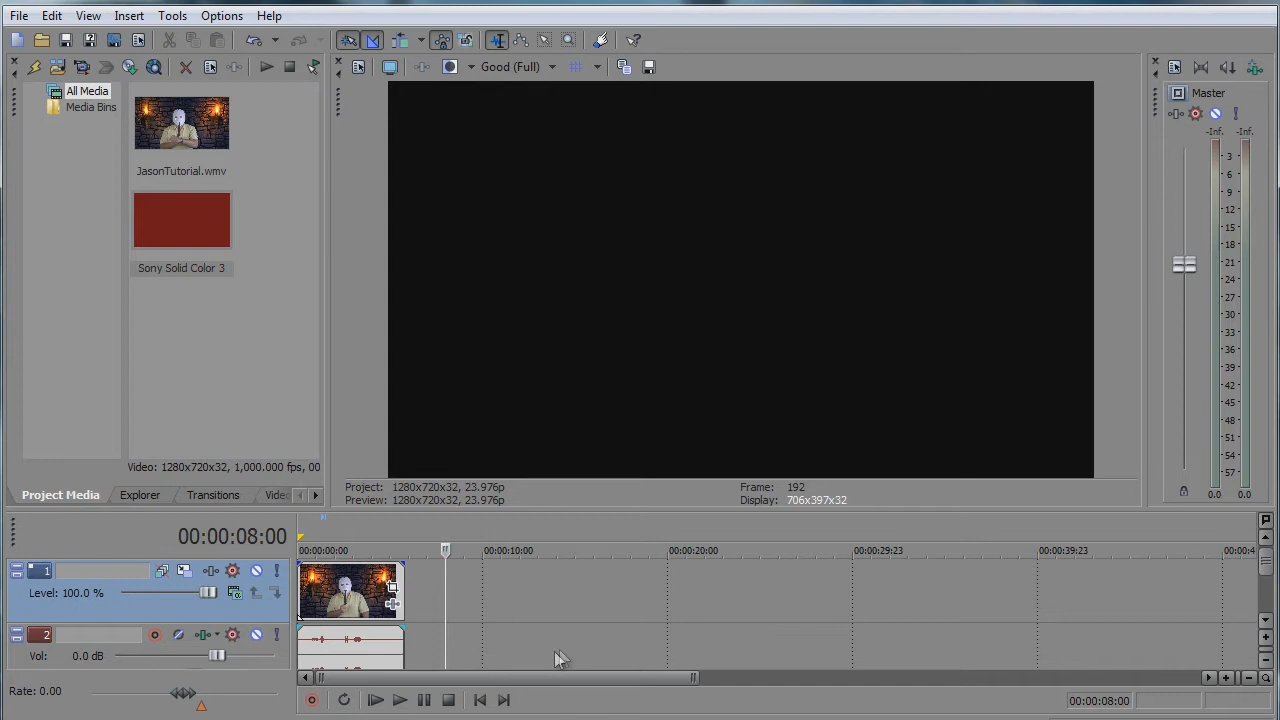 File Edit View Insert Tools Options Help
Good (Full)
All Media
Media Bins
JasonTutorial.wmv
Sony Solid Color 3
Video: 1280x720x32, 1,000.000 fps, 00
Project Media Explorer Transitions Vide
Project: 1280x720x32, 23.976p
Preview: 1280x720x32, 23.976p
Frame: 192
Display: 706x397x32
Master
-Inf. -Inf.
3
6
9
12
15
18
21
24
27
30
33
36
39
42
45
48
51
54
57
0.0 0.0
00:00:08:00
00:00:00:00 00:00:10:00 00:00:20:00 00:00:29:23 00:00:39:23 00:00:4
1
Level: 100.0 %
2
Vol: 0.0 dB
Rate: 0.00
00:00:08:00